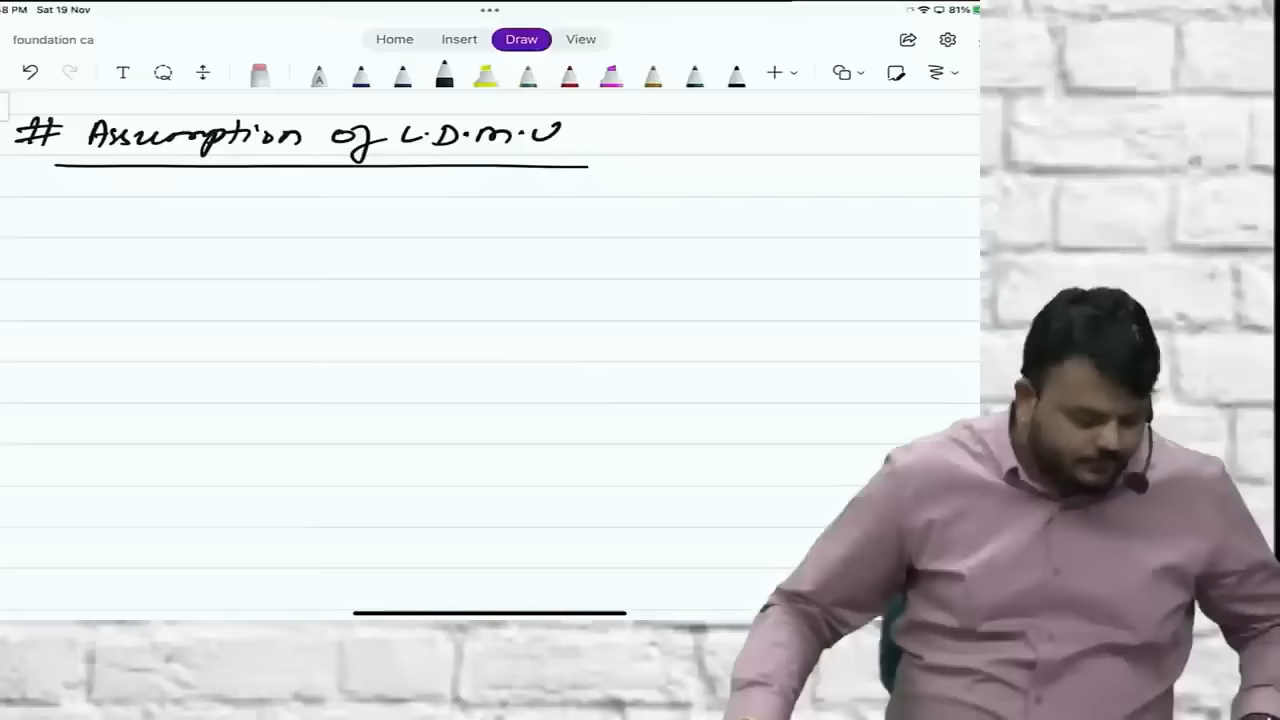 8 PM Sat 19 Nov
81%
foundation ca
Home Insert Draw View
T
A
# Assumption of L.D.M.U